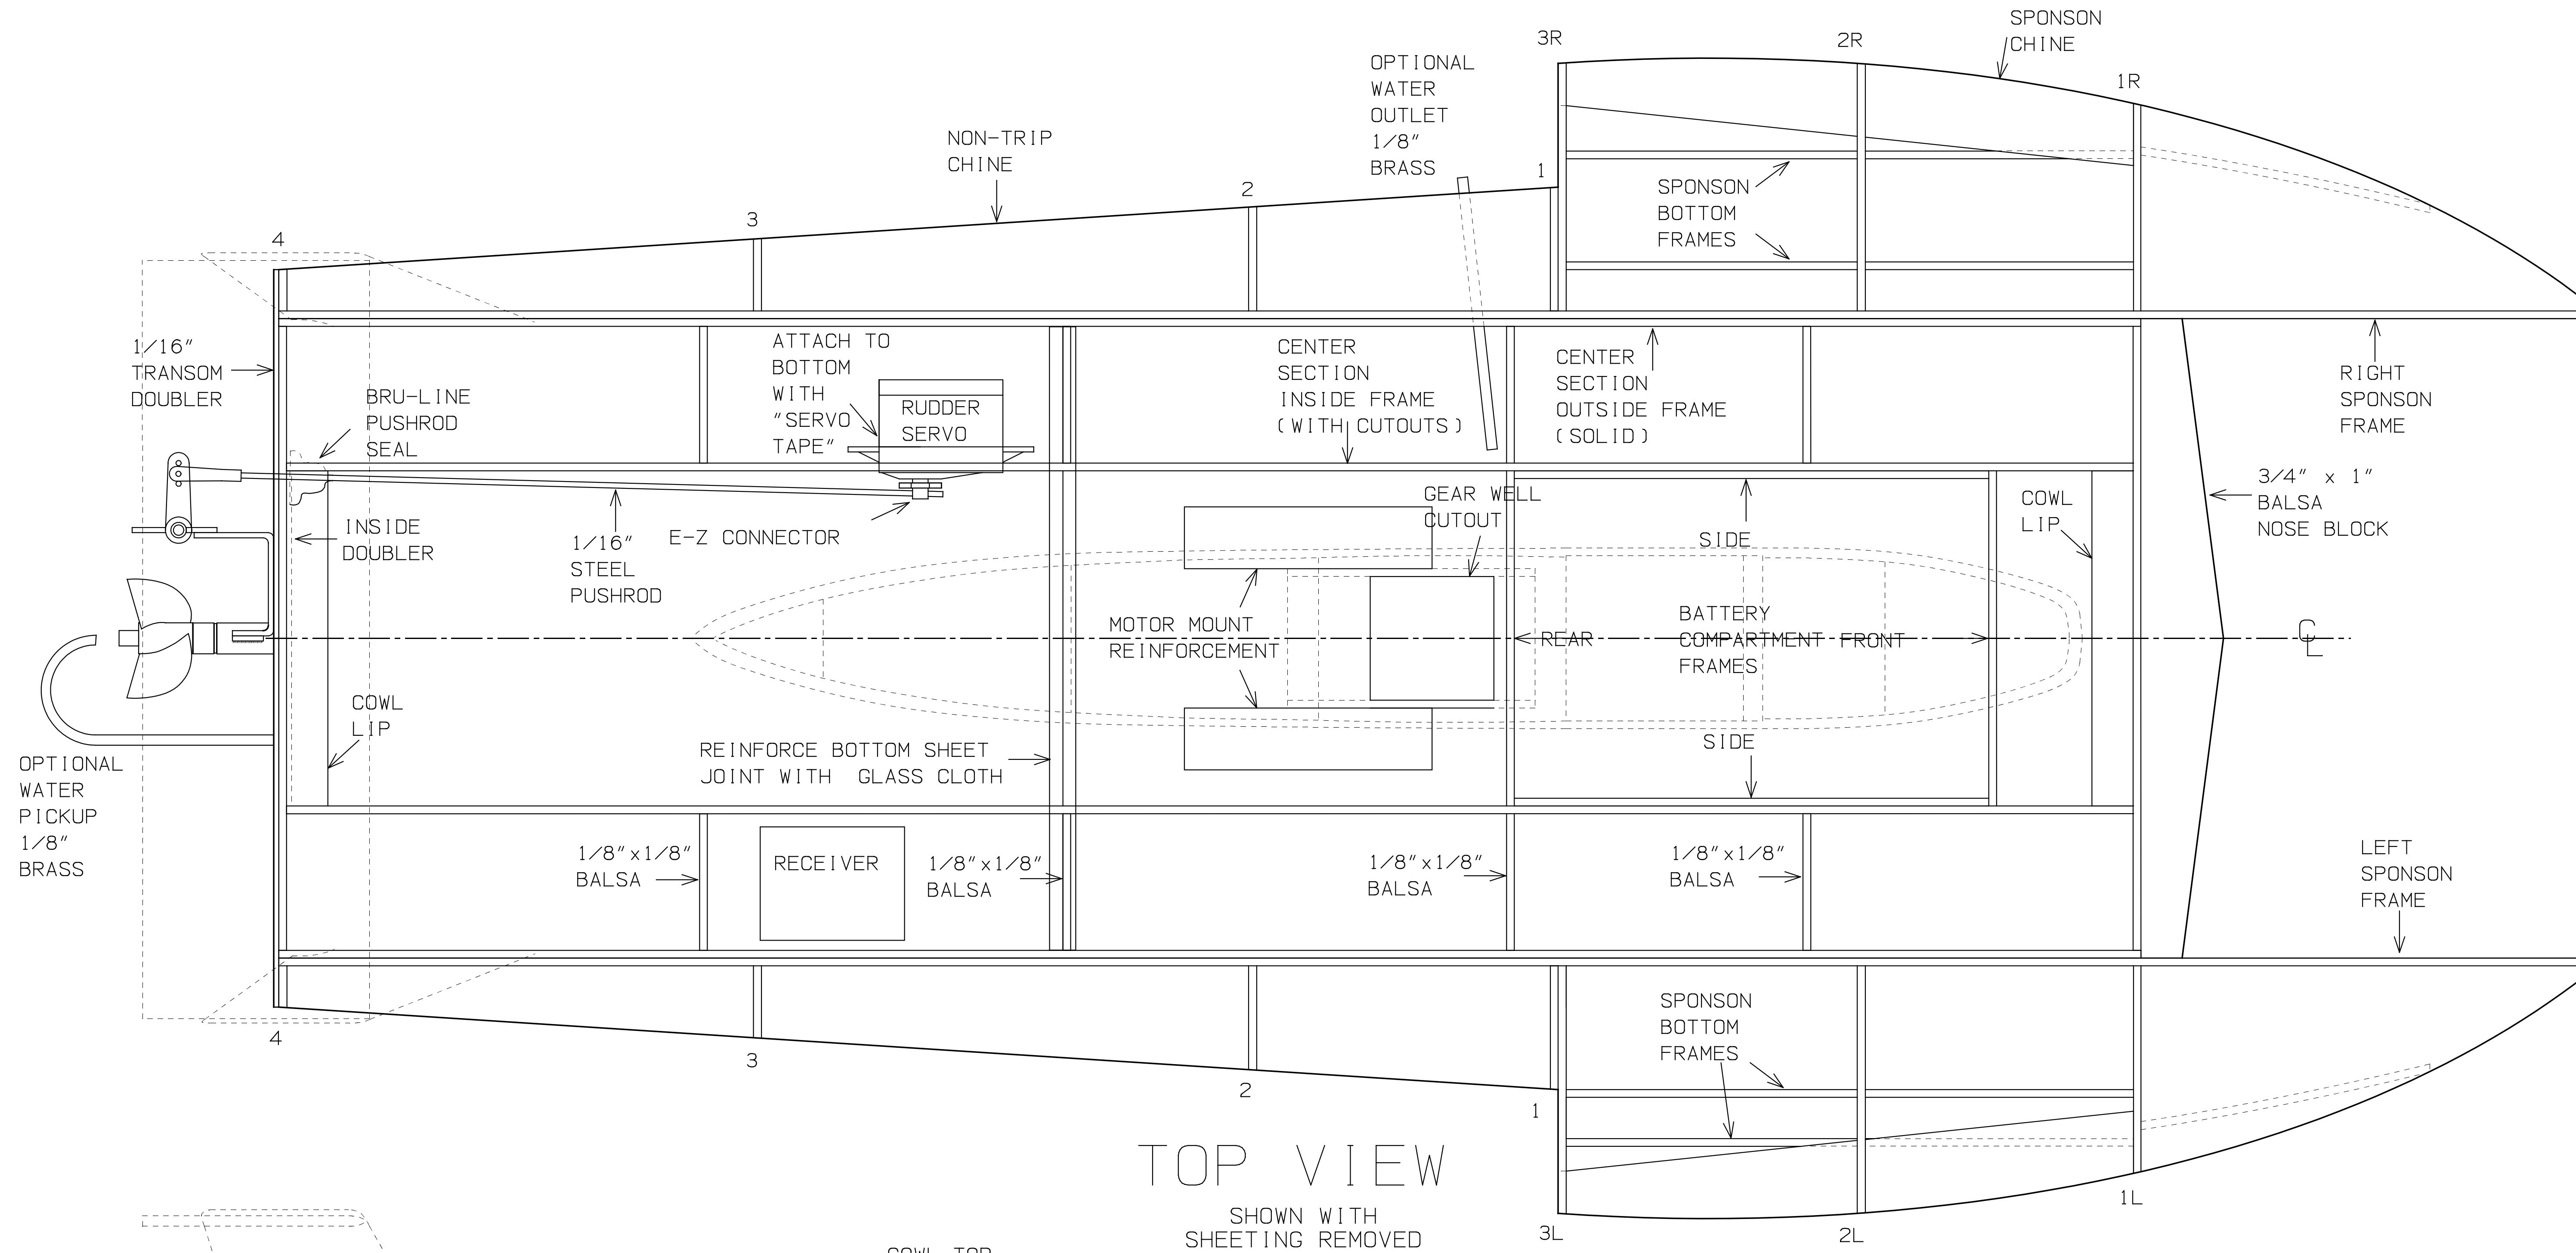 SPONSON
CHINE
3R
2R
1R
OPTIONAL
WATER
OUTLET
1/8"
BRASS
NON-TRIP
CHINE
1
2
3
4
SPONSON
BOTTOM
FRAMES
1/16"
TRANSOM
DOUBLER
BRU-LINE
PUSHROD
SEAL
ATTACH TO
BOTTOM
WITH
"SERVO
TAPE"
RUDDER
SERVO
CENTER
SECTION
INSIDE FRAME
(WITH CUTOUTS)
CENTER
SECTION
OUTSIDE FRAME
(SOLID)
RIGHT
SPONSON
FRAME
INSIDE
DOUBLER
1/16"
STEEL
PUSHROD
E-Z CONNECTOR
GEAR WELL
CUTOUT
SIDE
COWL
LIP
3/4" x 1"
BALSA
NOSE BLOCK
MOTOR MOUNT
REINFORCEMENT
REAR
BATTERY
COMPARTMENT
FRAMES
FRONT
CL
COWL
LIP
SIDE
REINFORCE BOTTOM SHEET
JOINT WITH GLASS CLOTH
OPTIONAL
WATER
PICKUP
1/8"
BRASS
1/8"x1/8"
BALSA
RECEIVER
1/8"x1/8"
BALSA
1/8"x1/8"
BALSA
1/8"x1/8"
BALSA
LEFT
SPONSON
FRAME
SPONSON
BOTTOM
FRAMES
4
3
2
1
3L
2L
1L
TOP VIEW
SHOWN WITH
SHEETING REMOVED
COWL TOP